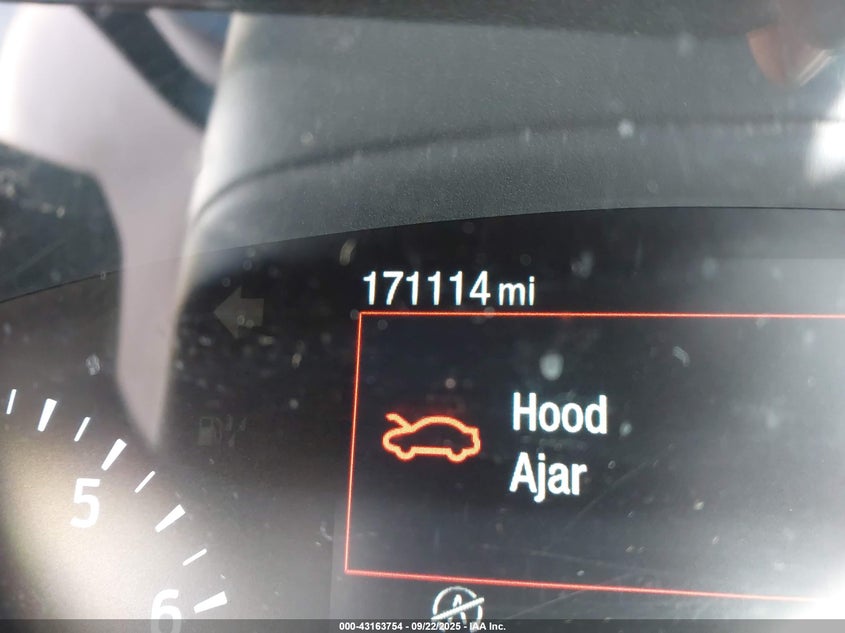 171114 mi
Hood
Ajar
5
6
A
000-43163754 - 09/22/2025 - IAA Inc.